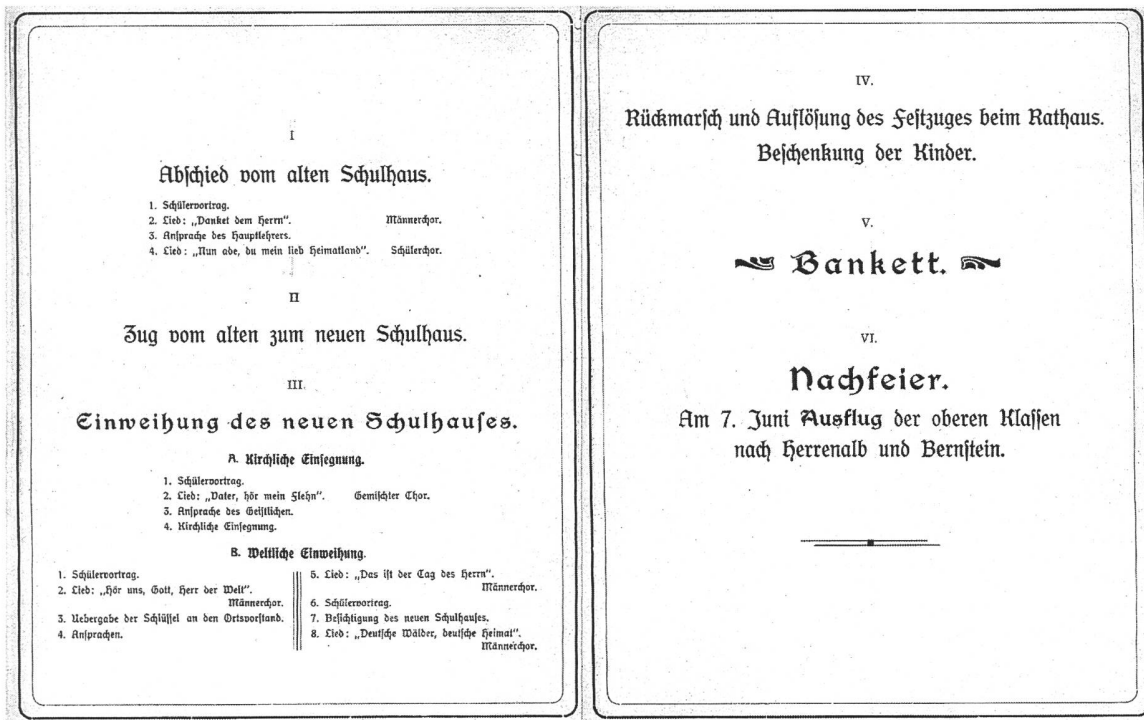 I
Abschied vom alten Schulhaus.
1. Schülervortrag.
2. Lied: „Danket dem Herrn". Männerchor.
3. Ansprache des Hauptlehrers.
4. Lied: „Nun ade, du mein lieb Heimatland". Schülerchor.
II
Zug vom alten zum neuen Schulhaus.
III.
Einweihung des neuen Schulhauses.
A. Kirchliche Einsegnung.
1. Schülervortrag.
2. Lied: „Vater, hör mein Flehn". Gemischter Chor.
3. Ansprache des Geistlichen.
4. Kirchliche Einsegnung.
B. Weltliche Einweihung.
1. Schülervortrag.
2. Lied: „Hör uns, Gott, Herr der Welt".
Männerchor.
3. Uebergabe der Schlüssel an den Ortsvorstand.
4. Ansprachen.
5. Lied: „Das ist der Tag des Herrn".
Männerchor.
6. Schülervortrag.
7. Besichtigung des neuen Schulhauses.
8. Lied: „Deutsche Wälder, deutsche Heimat".
Männerchor.
IV.
Rückmarsch und Auflösung des Festzuges beim Rathaus.
Beschenkung der Kinder.
V.
Bankett.
VI.
Nachfeier.
Am 7. Juni Ausflug der oberen Klassen
nach Herrenalb und Bernstein.